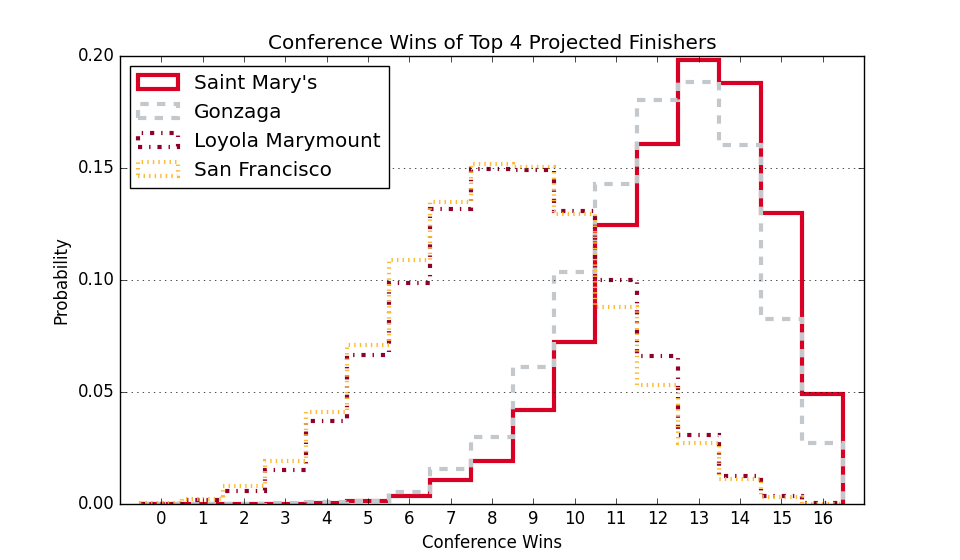 Conference Wins of Top 4 Projected Finishers
Saint Mary's
Gonzaga
Loyola Marymount
San Francisco
0.20
0.15
0.10
0.05
0.00
Probability
0 1 2 3 4 5 6 7 8 9 10 11 12 13 14 15 16
Conference Wins